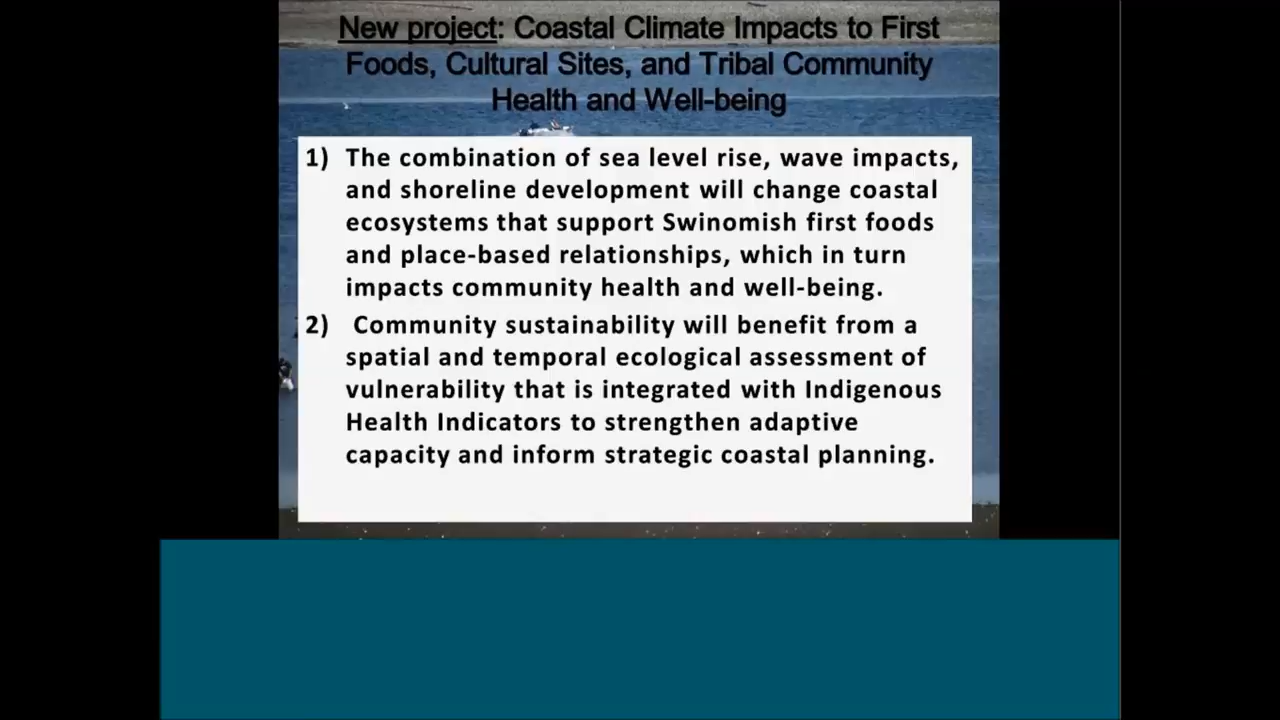 New project: Coastal Climate Impacts to First
Foods, Cultural Sites, and Tribal Community
Health and Well-being
1) The combination of sea level rise, wave impacts,
and shoreline development will change coastal
ecosystems that support Swinomish first foods
and place-based relationships, which in turn
impacts community health and well-being.
2) Community sustainability will benefit from a
spatial and temporal ecological assessment of
vulnerability that is integrated with Indigenous
Health Indicators to strengthen adaptive
capacity and inform strategic coastal planning.